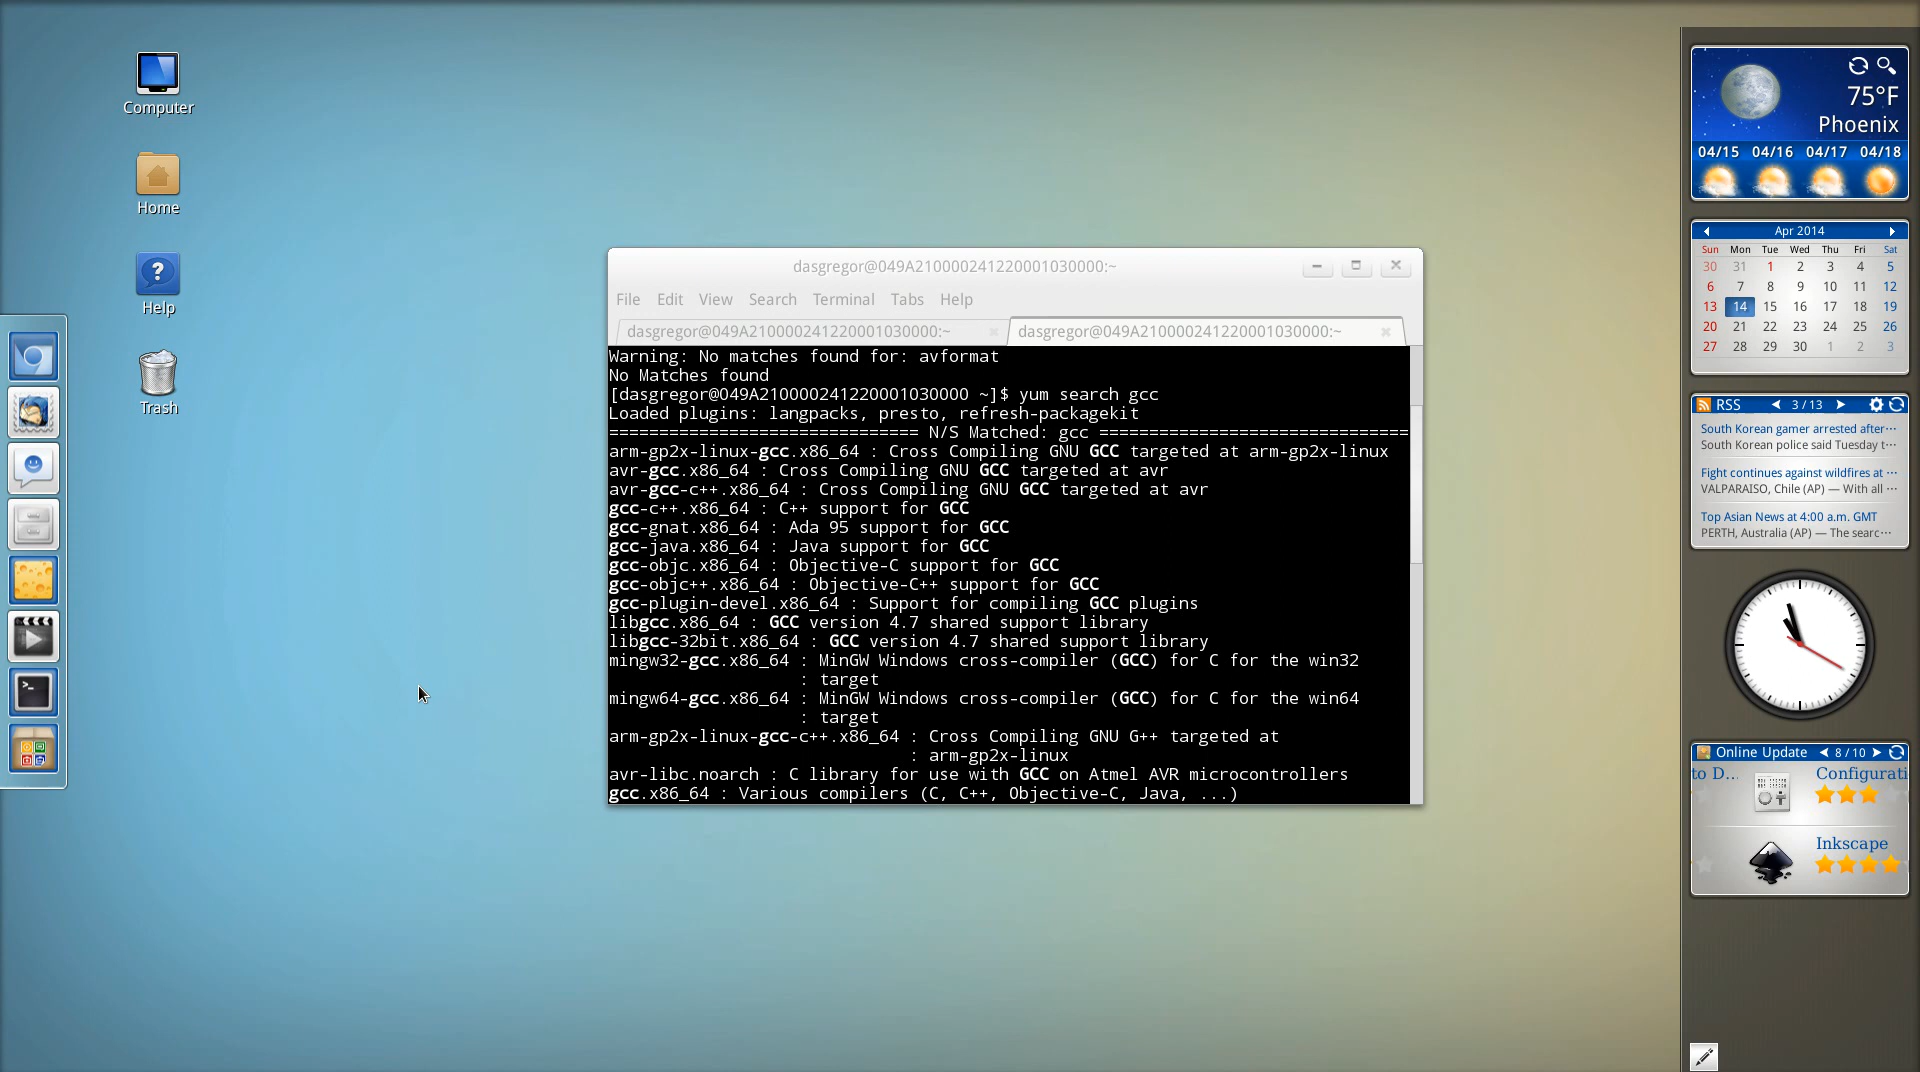 Computer
Home
Help
Trash
dasgregor@049A210000241220001030000:~
File Edit View Search Terminal Tabs Help
dasgregor@049A210000241220001030000:~
dasgregor@049A210000241220001030000:~
Warning: No matches found for: avformat
No Matches found
[dasgregor@049A210000241220001030000 ~]$ yum search gcc
Loaded plugins: langpacks, presto, refresh-packagekit
=============================== N/S Matched: gcc ===============================
arm-gp2x-linux-gcc.x86_64 : Cross Compiling GNU GCC targeted at arm-gp2x-linux
avr-gcc.x86_64 : Cross Compiling GNU GCC targeted at avr
avr-gcc-c++.x86_64 : Cross Compiling GNU GCC targeted at avr
gcc-c++.x86_64 : C++ support for GCC
gcc-gnat.x86_64 : Ada 95 support for GCC
gcc-java.x86_64 : Java support for GCC
gcc-objc.x86_64 : Objective-C support for GCC
gcc-objc++.x86_64 : Objective-C++ support for GCC
gcc-plugin-devel.x86_64 : Support for compiling GCC plugins
libgcc.x86_64 : GCC version 4.7 shared support library
libgcc-32bit.x86_64 : GCC version 4.7 shared support library
mingw32-gcc.x86_64 : MinGW Windows cross-compiler (GCC) for C for the win32
: target
mingw64-gcc.x86_64 : MinGW Windows cross-compiler (GCC) for C for the win64
: target
arm-gp2x-linux-gcc-c++.x86_64 : Cross Compiling GNU G++ targeted at
: arm-gp2x-linux
avr-libc.noarch : C library for use with GCC on Atmel AVR microcontrollers
gcc.x86_64 : Various compilers (C, C++, Objective-C, Java, ...)
75°F
Phoenix
04/15 04/16 04/17 04/18
Apr 2014
Sun Mon Tue Wed Thu Fri Sat
30 31 1 2 3 4 5
6 7 8 9 10 11 12
13 14 15 16 17 18 19
20 21 22 23 24 25 26
27 28 29 30 1 2 3
RSS 3 / 13
South Korean gamer arrested after···
South Korean police said Tuesday t···
Fight continues against wildfires at ···
VALPARAISO, Chile (AP) — With all ···
Top Asian News at 4:00 a.m. GMT
PERTH, Australia (AP) — The searc···
Online Update 8 / 10
to D... Configurati
Inkscape